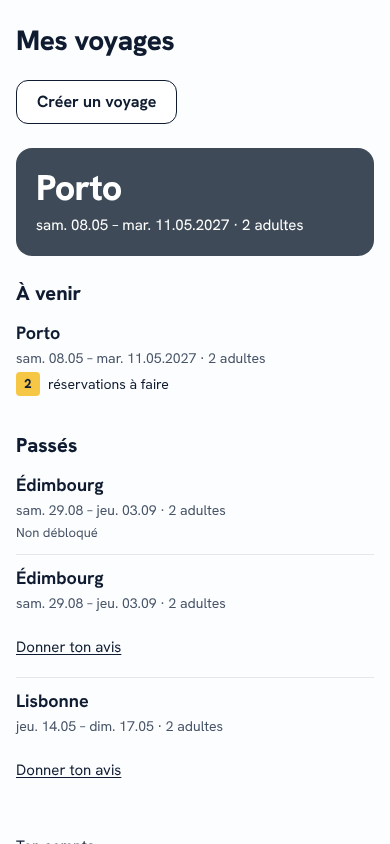 Mes voyages
Créer un voyage
Porto
sam. 08.05 – mar. 11.05.2027 · 2 adultes
À venir
Porto
sam. 08.05 – mar. 11.05.2027 · 2 adultes
2 réservations à faire
Passés
Édimbourg
sam. 29.08 – jeu. 03.09 · 2 adultes
Non débloqué
Édimbourg
sam. 29.08 – jeu. 03.09 · 2 adultes
Donner ton avis
Lisbonne
jeu. 14.05 – dim. 17.05 · 2 adultes
Donner ton avis